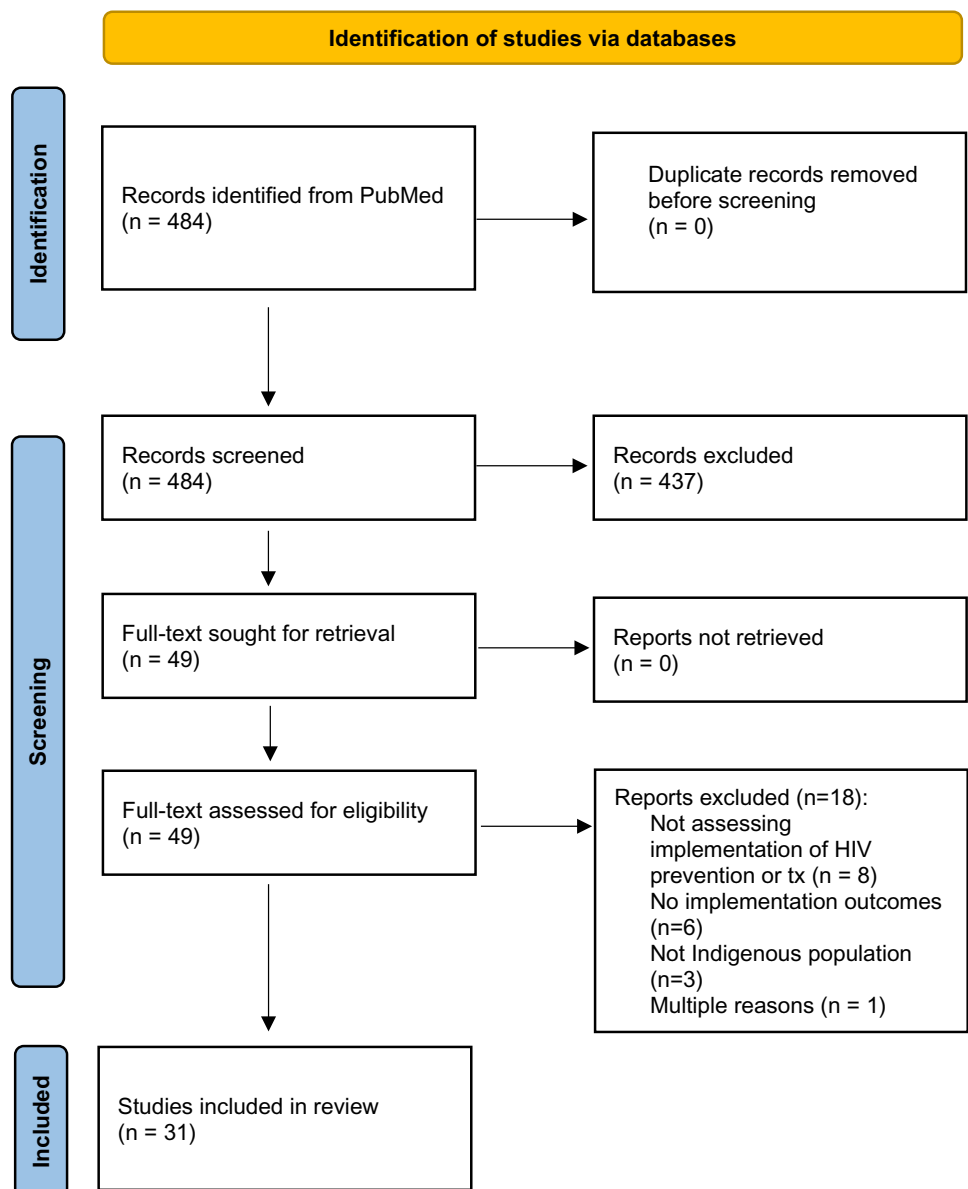 Identification of studies via databases
Identification
Records identified from PubMed
(n = 484)
Duplicate records removed
before screening
(n = 0)
Screening
Records screened
(n = 484)
Records excluded
(n = 437)
Full-text sought for retrieval
(n = 49)
Reports not retrieved
(n = 0)
Full-text assessed for eligibility
(n = 49)
Reports excluded (n=18):
Not assessing
implementation of HIV
prevention or tx (n = 8)
No implementation outcomes
(n=6)
Not Indigenous population
(n=3)
Multiple reasons (n = 1)
Included
Studies included in review
(n = 31)